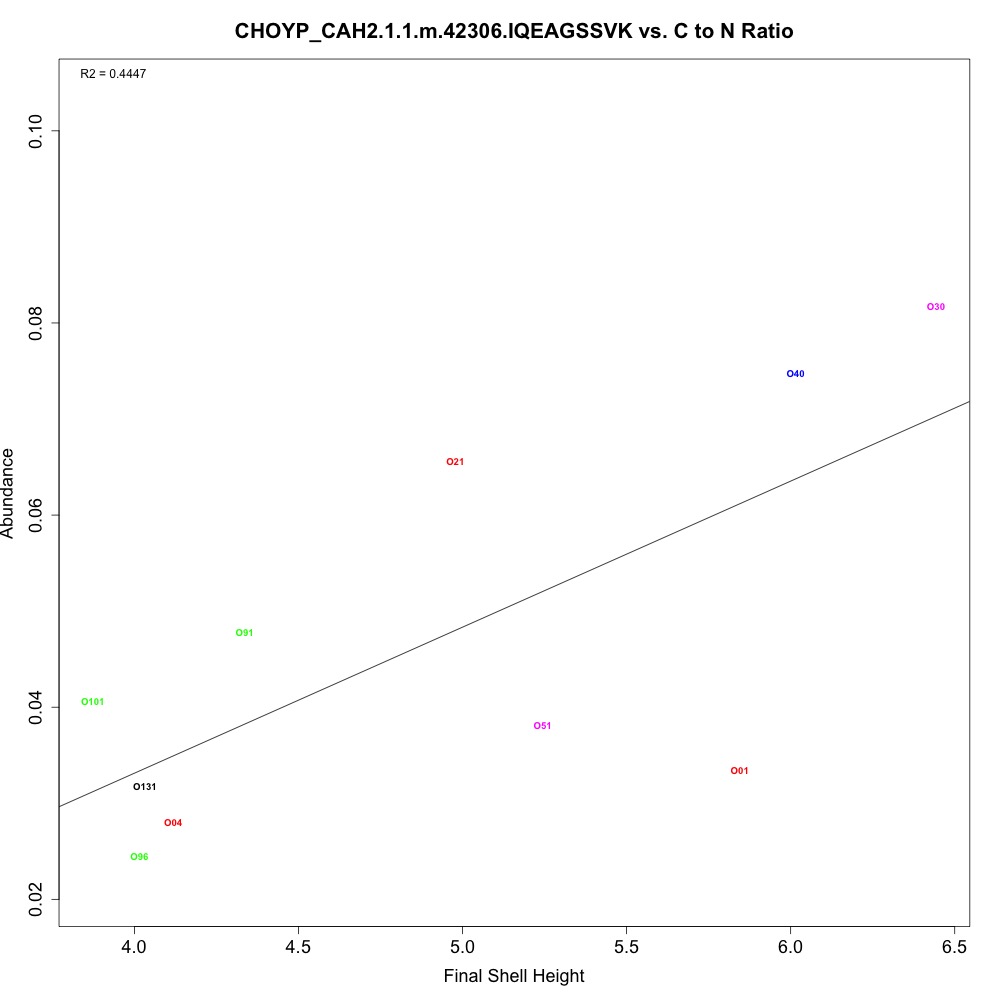 CHOYP_CAH2.1.1.m.42306.IQEAGSSVK vs. C to N Ratio
R2 = 0.4447
0.10
0.08
O30
O40
O21
0.06
Abundance
O91
O101
0.04
O51
O01
O131
O04
O96
0.02
4.0 4.5 5.0 5.5 6.0 6.5
Final Shell Height